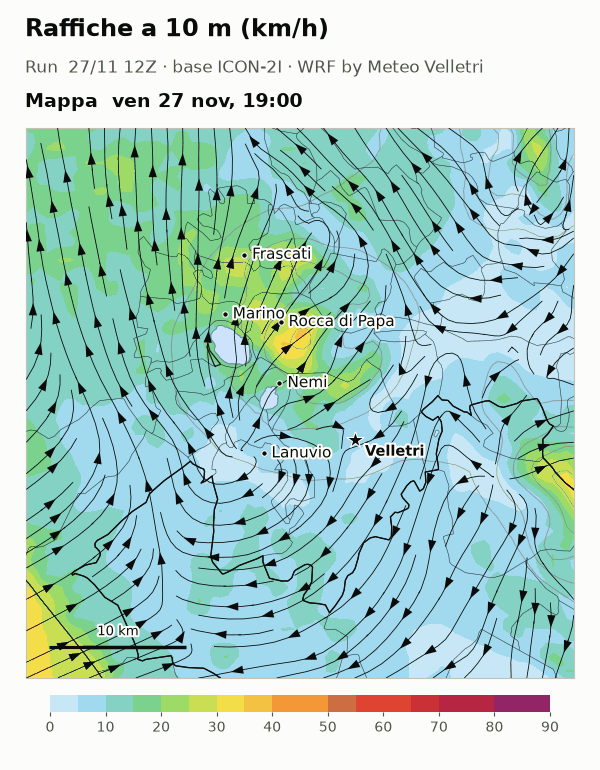 Raffiche a 10 m (km/h)
Run  27/11 12Z · base ICON-2I · WRF by Meteo Velletri
Mappa  ven 27 nov, 19:00
Frascati
Marino
Rocca di Papa
Nemi
Velletri
Lanuvio
10 km
0 10 20 30 40 50 60 70 80 90